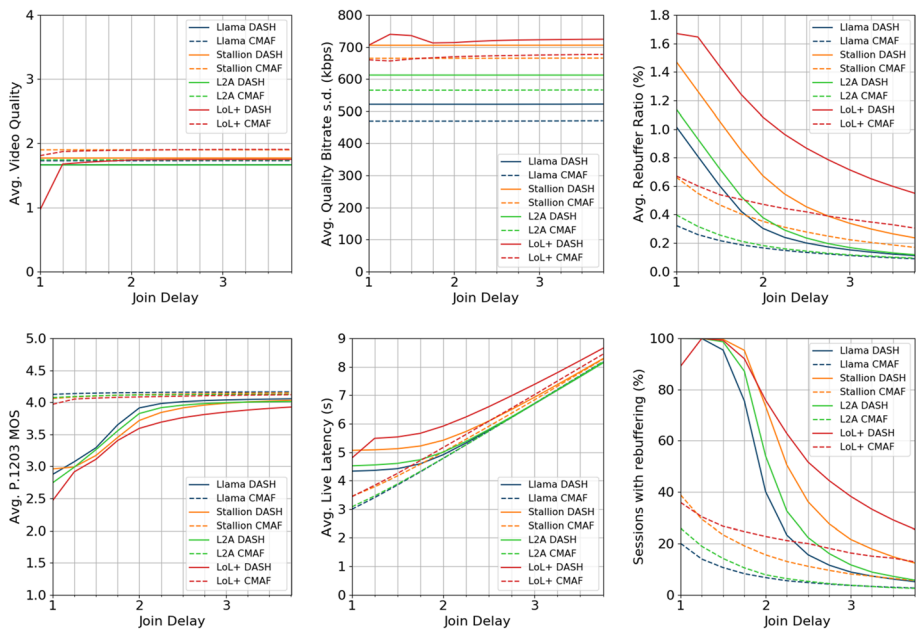 Avg. Video Quality
4
3
2
1
0
1
2
3
Join Delay
Llama DASH
Llama CMAF
Stallion DASH
Stallion CMAF
L2A DASH
L2A CMAF
LoL+ DASH
LoL+ CMAF
Avg. Quality Bitrate s.d. (kbps)
800
700
600
500
400
300
200
100
0
1
2
3
Join Delay
Llama DASH
Llama CMAF
Stallion DASH
Stallion CMAF
L2A DASH
L2A CMAF
LoL+ DASH
LoL+ CMAF
Avg. Rebuffer Ratio (%)
1.8
1.6
1.4
1.2
1.0
0.8
0.6
0.4
0.2
0.0
1
2
3
Join Delay
Llama DASH
Llama CMAF
Stallion DASH
Stallion CMAF
L2A DASH
L2A CMAF
LoL+ DASH
LoL+ CMAF
Avg. P.1203 MOS
5.0
4.5
4.0
3.5
3.0
2.5
2.0
1.5
1.0
1
2
3
Join Delay
Llama DASH
Llama CMAF
Stallion DASH
Stallion CMAF
L2A DASH
L2A CMAF
LoL+ DASH
LoL+ CMAF
Avg. Live Latency (s)
9
8
7
6
5
4
3
2
1
0
1
2
3
Join Delay
Llama DASH
Llama CMAF
Stallion DASH
Stallion CMAF
L2A DASH
L2A CMAF
LoL+ DASH
LoL+ CMAF
Sessions with rebuffering (%)
100
80
60
40
20
0
1
2
3
Join Delay
Llama DASH
Llama CMAF
Stallion DASH
Stallion CMAF
L2A DASH
L2A CMAF
LoL+ DASH
LoL+ CMAF